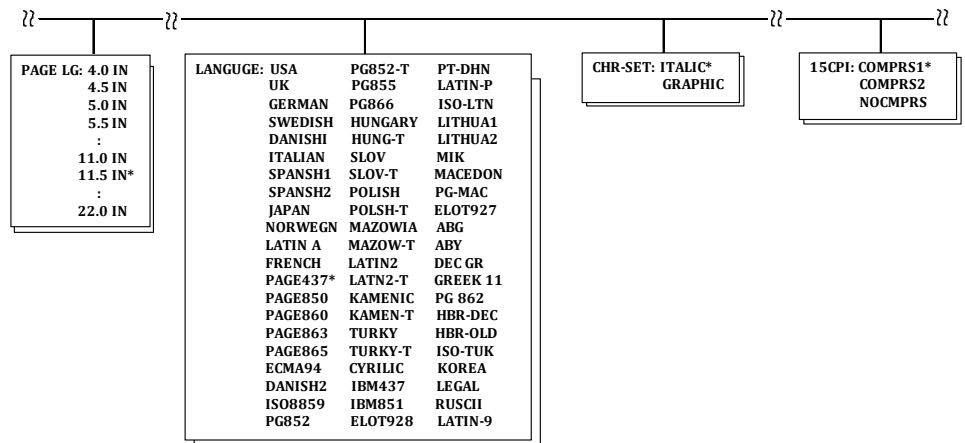 PAGE LG: 4.0 IN
4.5 IN
5.0 IN
5.5 IN
:
11.0 IN
11.5 IN*
:
22.0 IN
LANGUGE: USA PG852-T PT-DHN
UK PG855 LATIN-P
GERMAN PG866 ISO-LTN
SWEDISH HUNGARY LITHUA1
DANISHI HUNG-T LITHUA2
ITALIAN SLOV MIK
SPANSH1 SLOV-T MACEDON
SPANSH2 POLISH PG-MAC
JAPAN POLSH-T ELOT927
NORWEGN MAZOWIA ABG
LATIN A MAZOW-T ABY
FRENCH LATIN2 DEC GR
PAGE437* LATN2-T GREEK 11
PAGE850 KAMENIC PG 862
PAGE860 KAMEN-T HBR-DEC
PAGE863 TURKY HBR-OLD
PAGE865 TURKY-T ISO-TUK
ECMA94 CYRILIC KOREA
DANISH2 IBM437 LEGAL
ISO8859 IBM851 RUSCII
PG852 ELOT928 LATIN-9
CHR-SET: ITALIC*
GRAPHIC
15CPI: COMPRS1*
COMPRS2
NOCMPRS